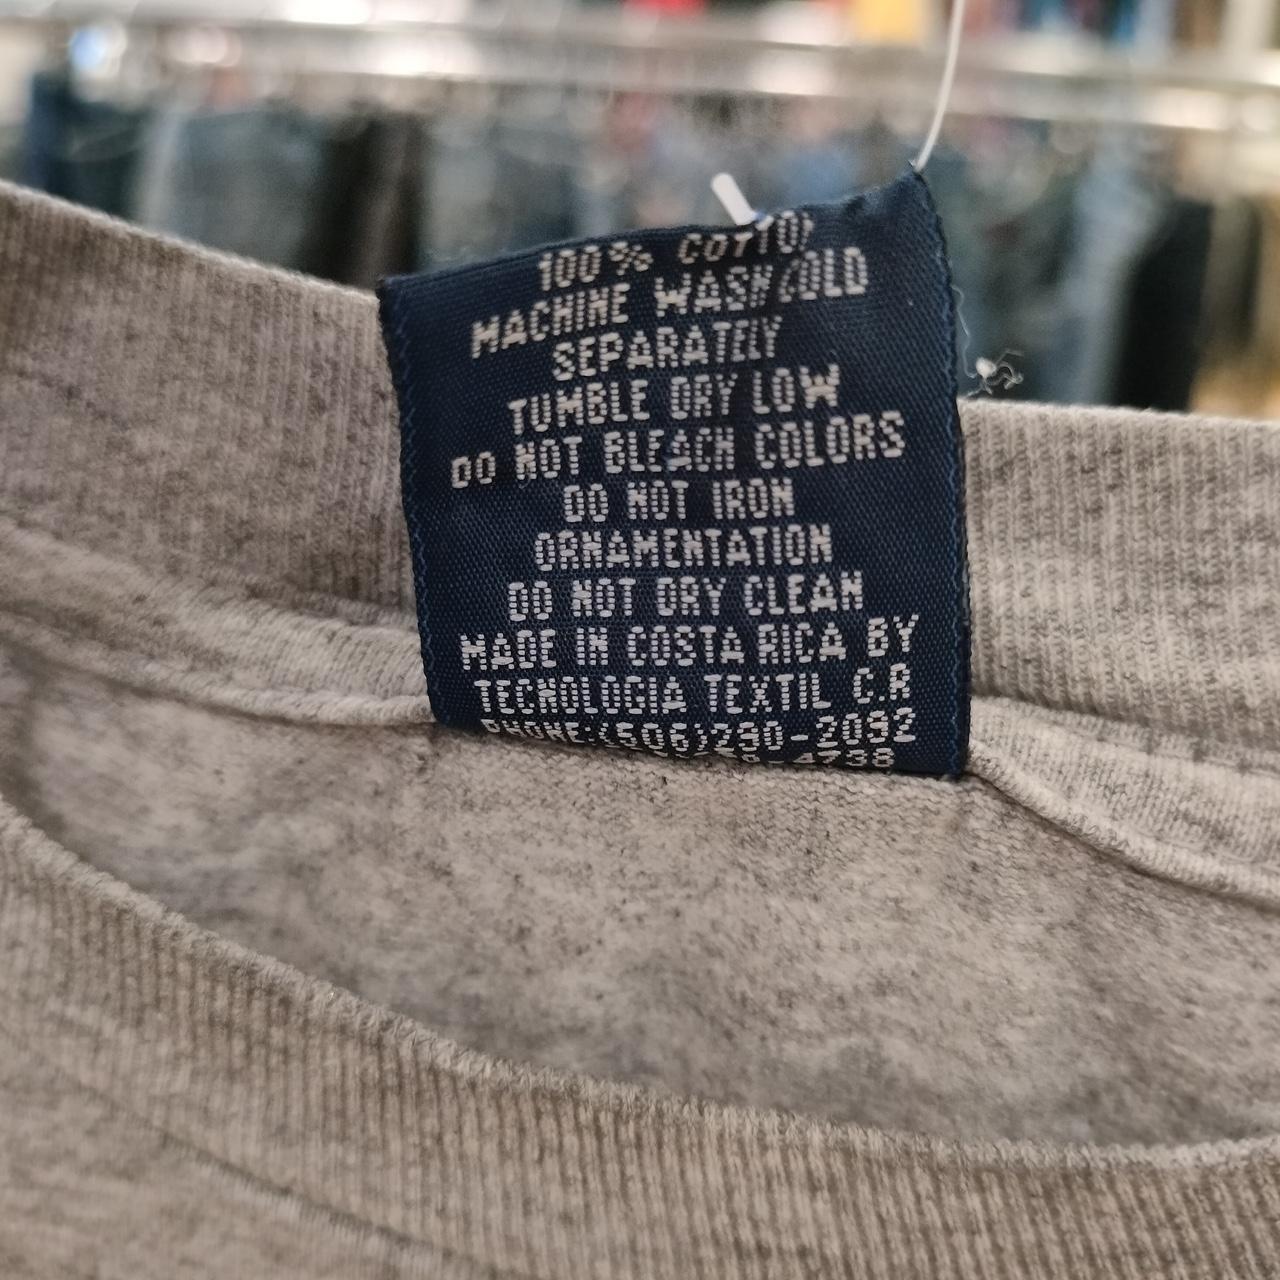 100% COTTON
MACHINE WASH COLD
SEPARATELY
TUMBLE DRY LOW
DO NOT BLEACH COLORS
DO NOT IRON
ORNAMENTATION
DO NOT DRY CLEAN
MADE IN COSTA RICA BY
TECNOLOGIA TEXTIL C.R
PHONE:(506)290-2092
4738